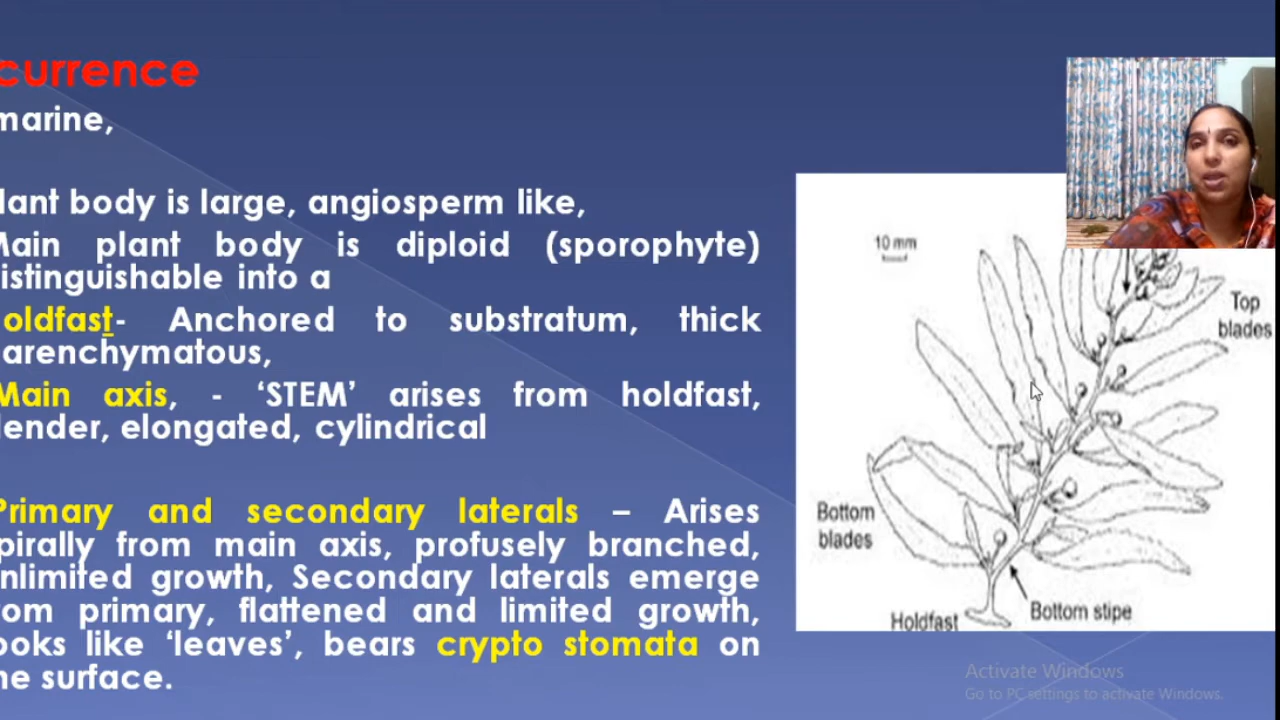 currence
marine,
lant body is large, angiosperm like,
Main plant body is diploid (sporophyte)
istinguishable into a
oldfast- Anchored to substratum, thick
arenchymatous,
Main axis, - ‘STEM’ arises from holdfast,
lender, elongated, cylindrical
Primary and secondary laterals – Arises
pirally from main axis, profusely branched,
nlimited growth, Secondary laterals emerge
rom primary, flattened and limited growth,
ooks like ‘leaves’, bears crypto stomata on
he surface.
10 mm
Top
blades
Bottom
blades
Holdfast
Bottom stipe
Activate Windows
Go to PC settings to activate Windows.